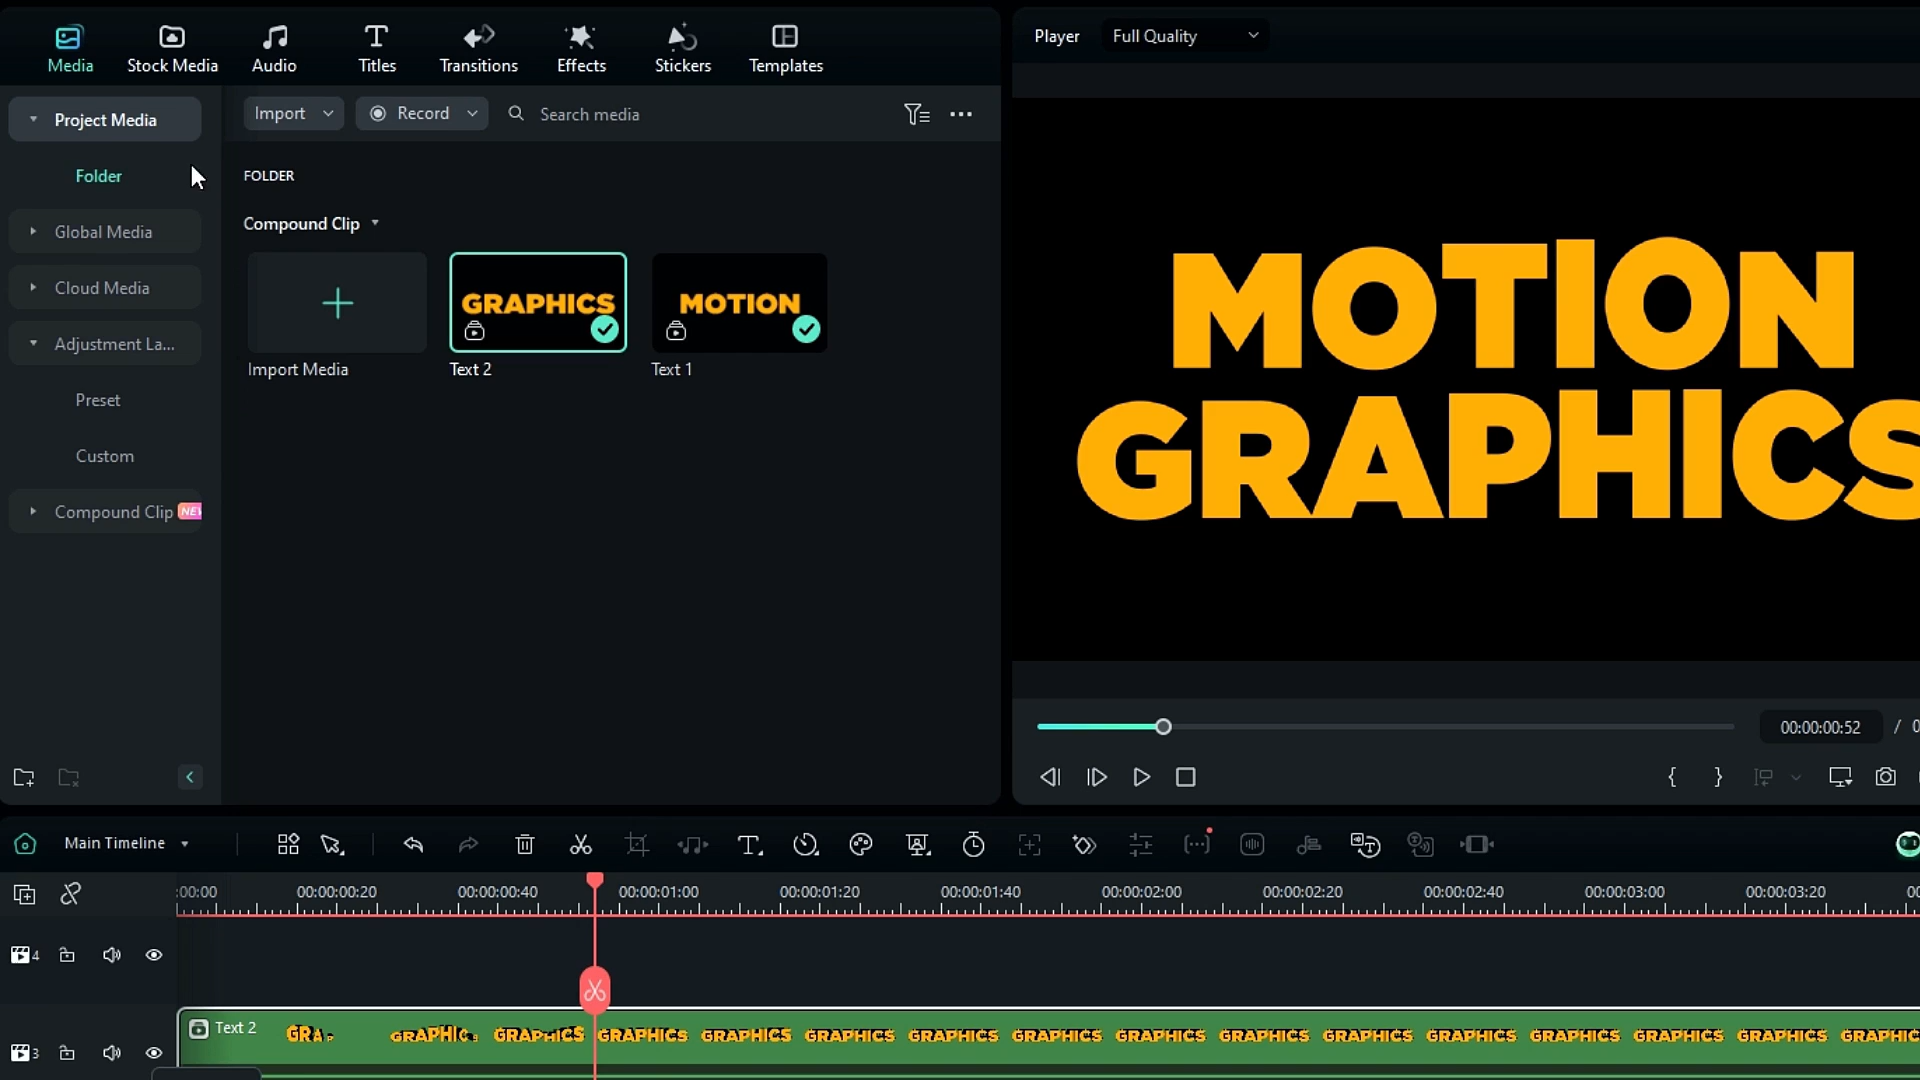 Media
Stock Media
Audio
Titles
Transitions
Effects
Stickers
Templates
Player
Full Quality
Project Media
Import
Record
Search media
Folder
FOLDER
Global Media
Compound Clip
Cloud Media
GRAPHICS
MOTION
Adjustment La...
Import Media
Text 2
Text 1
Preset
Custom
Compound Clip
MOTION
GRAPHICS
00:00:00:52
/
Main Timeline
:00:00
00:00:00:20
00:00:00:40
00:00:01:00
00:00:01:20
00:00:01:40
00:00:02:00
00:00:02:20
00:00:02:40
00:00:03:00
00:00:03:20
4
Text 2
GRAPHICS GRAPHICS GRAPHICS GRAPHICS GRAPHICS GRAPHICS GRAPHICS GRAPHICS GRAPHICS GRAPHICS GRAPHICS GRAPHICS
3